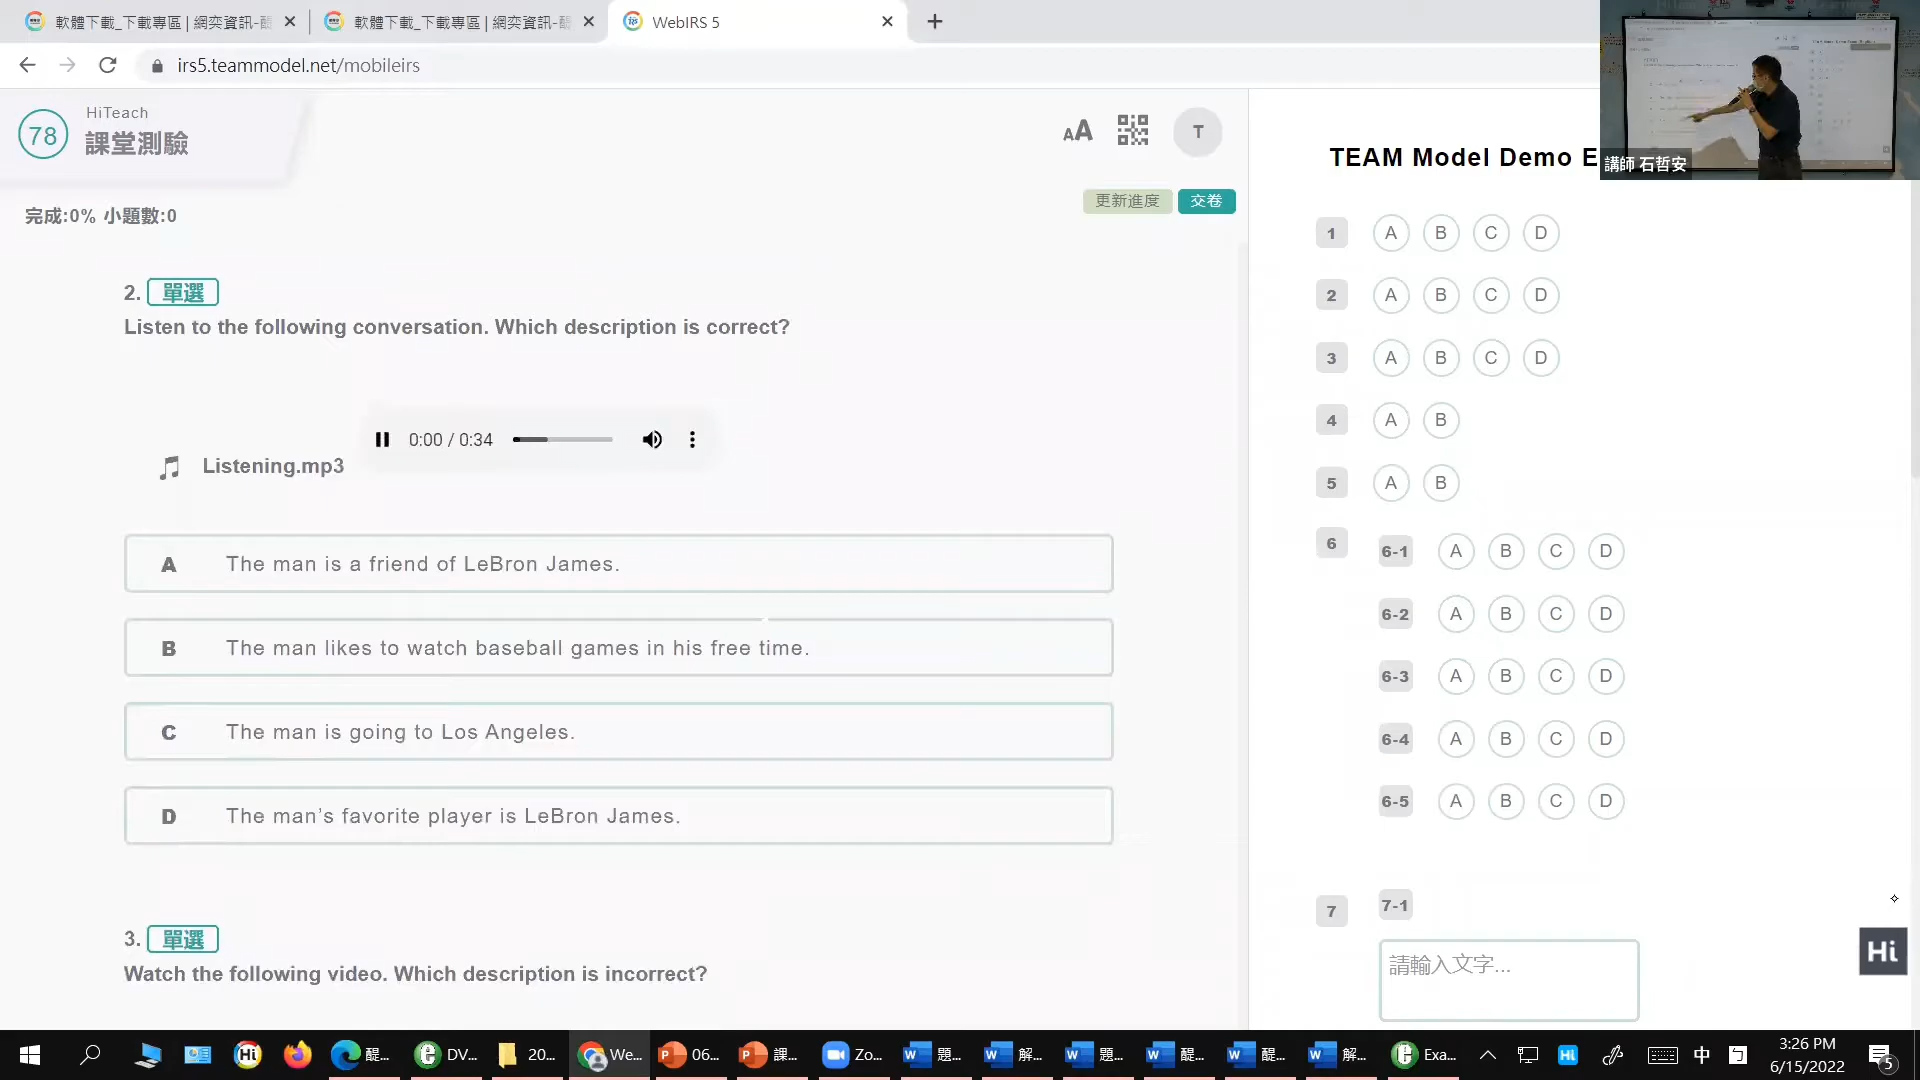 軟體下載_下載專區 | 網奕資訊-醍
軟體下載_下載專區 | 網奕資訊-醍
WebIRS 5
irs5.teammodel.net/mobileirs
78
HiTeach
課堂測驗
AA
T
更新進度
交卷
完成:0% 小題數:0
2. 單選
Listen to the following conversation. Which description is correct?
0:00 / 0:34
Listening.mp3
A The man is a friend of LeBron James.
B The man likes to watch baseball games in his free time.
C The man is going to Los Angeles.
D The man's favorite player is LeBron James.
3. 單選
Watch the following video. Which description is incorrect?
TEAM Model Demo E
講師 石哲安
1 A B C D
2 A B C D
3 A B C D
4 A B
5 A B
6 6-1 A B C D
6-2 A B C D
6-3 A B C D
6-4 A B C D
6-5 A B C D
7 7-1
請輸入文字...
Hi
Hi
醍...
DV...
20...
We...
06...
課...
Zo...
題...
解...
題...
醍...
醍...
解...
Exa...
Hi
中
3:26 PM
6/15/2022
5